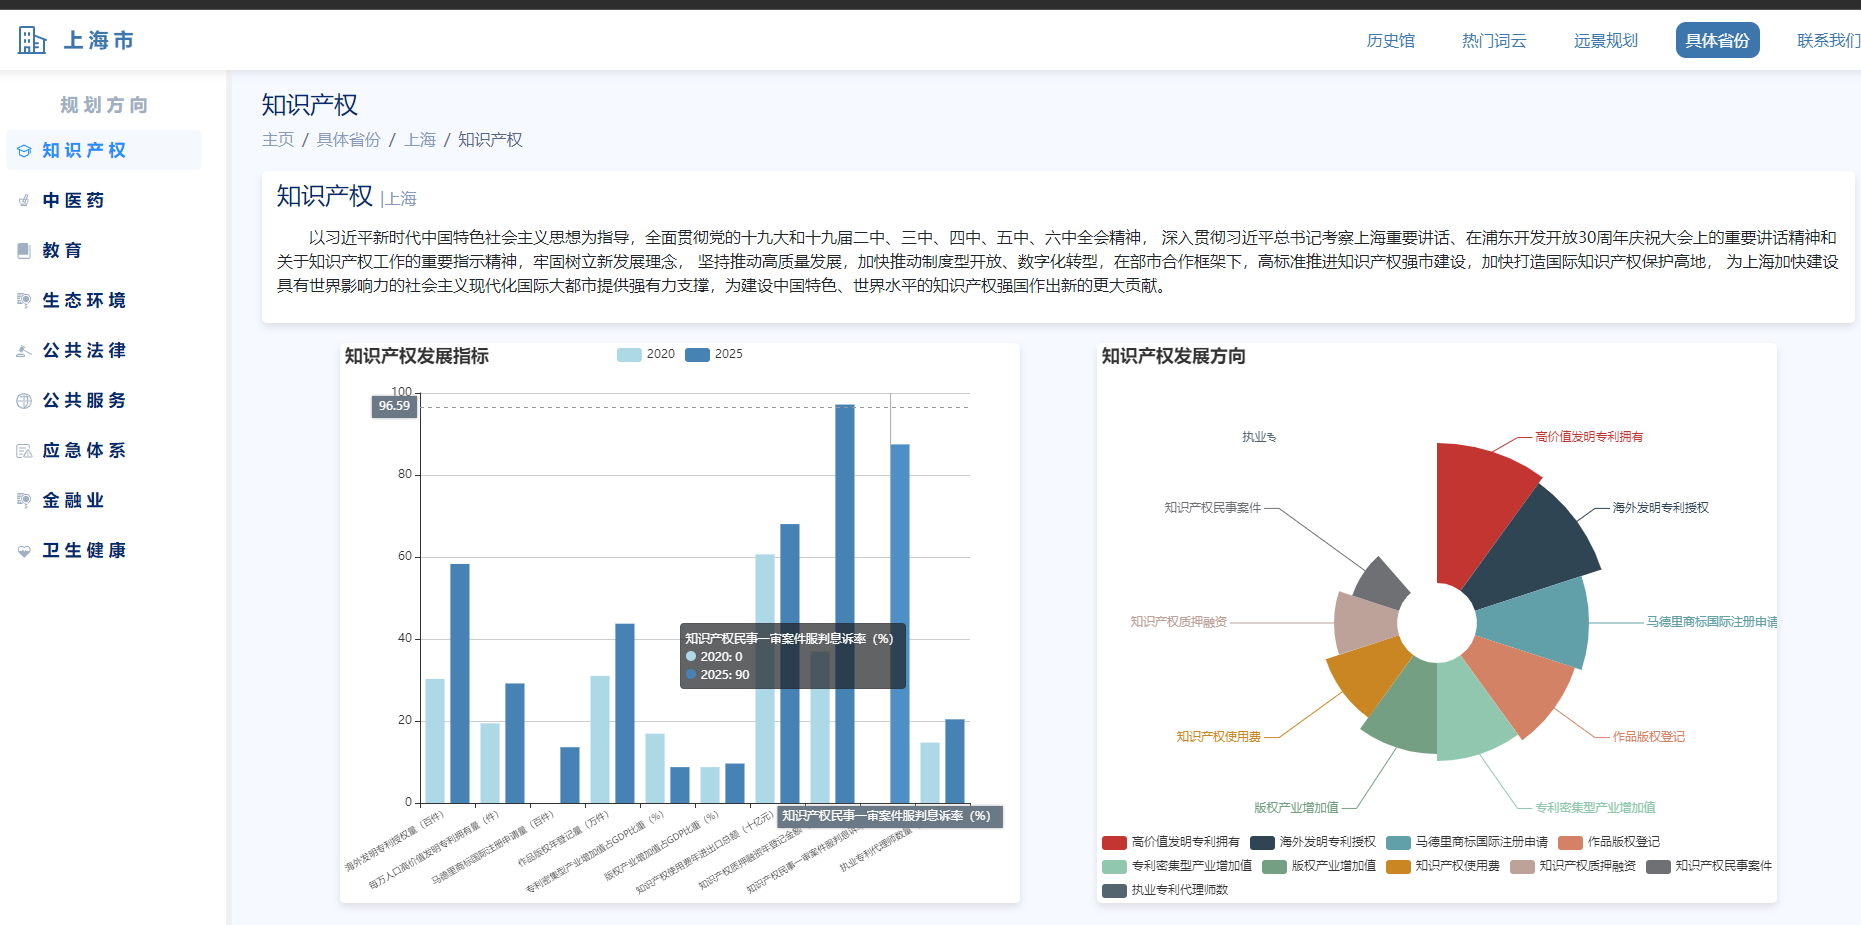 上海市
历史馆
热门词云
远景规划
具体省份
联系我们
规划方向
知识产权
中医药
教育
生态环境
公共法律
公共服务
应急体系
金融业
卫生健康
知识产权
主页 / 具体省份 / 上海 / 知识产权
知识产权 |上海
以习近平新时代中国特色社会主义思想为指导，全面贯彻党的十九大和十九届二中、三中、四中、五中、六中全会精神， 深入贯彻习近平总书记考察上海重要讲话、在浦东开发开放30周年庆祝大会上的重要讲话精神和
关于知识产权工作的重要指示精神，牢固树立新发展理念， 坚持推动高质量发展，加快推动制度型开放、数字化转型，在部市合作框架下，高标准推进知识产权强市建设，加快打造国际知识产权保护高地， 为上海加快建设
具有世界影响力的社会主义现代化国际大都市提供强有力支撑，为建设中国特色、世界水平的知识产权强国作出新的更大贡献。
知识产权发展指标
2020
2025
100
96.59
80
60
40
20
0
知识产权民事一审案件服判息诉率（%）
2020: 0
2025: 90
海外发明专利授权量（百件）
每万人口高价值发明专利拥有量（件）
马德里商标国际注册申请量（百件）
作品版权年登记量（万件）
专利密集型产业增加值占GDP比重（%）
版权产业增加值占GDP比重（%）
知识产权使用费年进出口总额（十亿元）
知识产权质押融资年登记金额
知识产权民事一审案件服判息诉
执业专利代理师数量
知识产权民事一审案件服判息诉率（%）
知识产权发展方向
执业专
高价值发明专利拥有
知识产权民事案件
海外发明专利授权
知识产权质押融资
马德里商标国际注册申请
知识产权使用费
作品版权登记
版权产业增加值
专利密集型产业增加值
高价值发明专利拥有
海外发明专利授权
马德里商标国际注册申请
作品版权登记
专利密集型产业增加值
版权产业增加值
知识产权使用费
知识产权质押融资
知识产权民事案件
执业专利代理师数